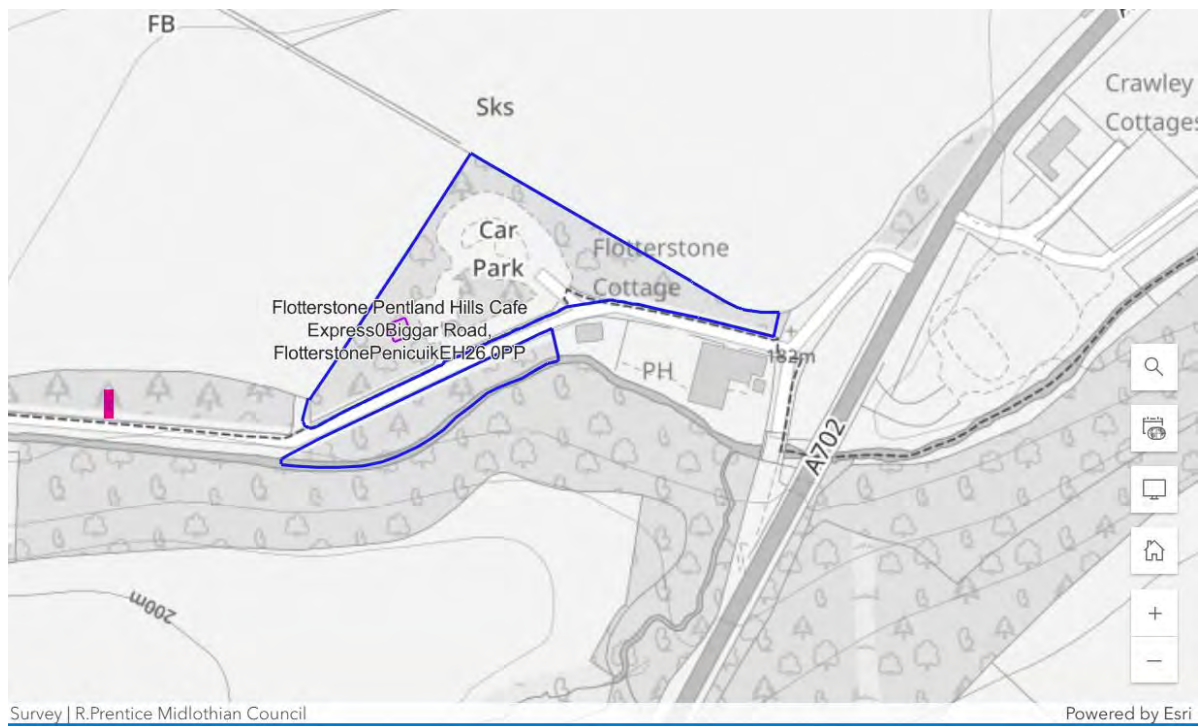 FB
Sks
Crawley
Cottages
Car
Park
Flotterstone
Cottage
Flotterstone Pentland Hills Cafe
Express0Biggar Road,
FlotterstonePenicuikEH26 0PP
PH
182m
A702
200m
Survey | R.Prentice Midlothian Council
Powered by Esri